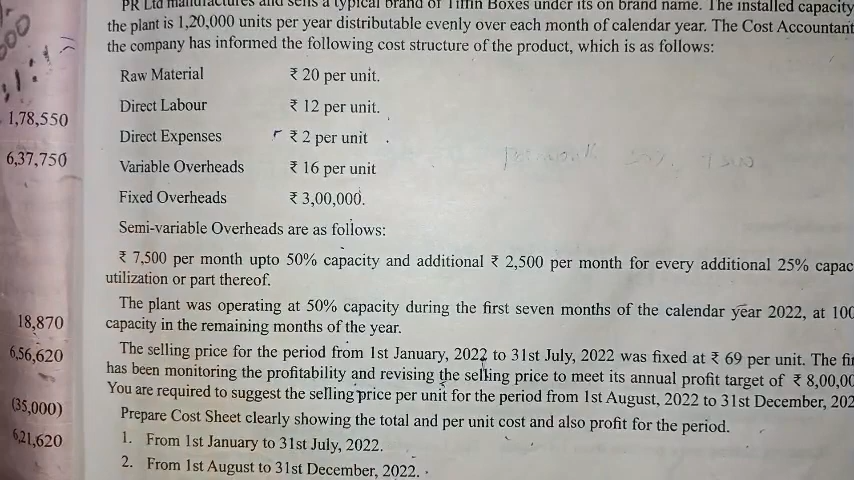 PR Ltd manufactures and sells a typical brand of Tiffin Boxes under its on brand name. The installed capacity
the plant is 1,20,000 units per year distributable evenly over each month of calendar year. The Cost Accountant
the company has informed the following cost structure of the product, which is as follows:
Raw Material ₹ 20 per unit.
Direct Labour ₹ 12 per unit.
1,78,550
Direct Expenses ₹ 2 per unit
6,37,750
Variable Overheads ₹ 16 per unit
Fixed Overheads ₹ 3,00,000.
Semi-variable Overheads are as follows:
₹ 7,500 per month upto 50% capacity and additional ₹ 2,500 per month for every additional 25% capac
utilization or part thereof.
The plant was operating at 50% capacity during the first seven months of the calendar year 2022, at 100
18,870
capacity in the remaining months of the year.
6,56,620
The selling price for the period from 1st January, 2022 to 31st July, 2022 was fixed at ₹ 69 per unit. The fi
has been monitoring the profitability and revising the selling price to meet its annual profit target of ₹ 8,00,00
You are required to suggest the selling price per unit for the period from 1st August, 2022 to 31st December, 202
(35,000)
Prepare Cost Sheet clearly showing the total and per unit cost and also profit for the period.
6,21,620
1. From 1st January to 31st July, 2022.
2. From 1st August to 31st December, 2022.